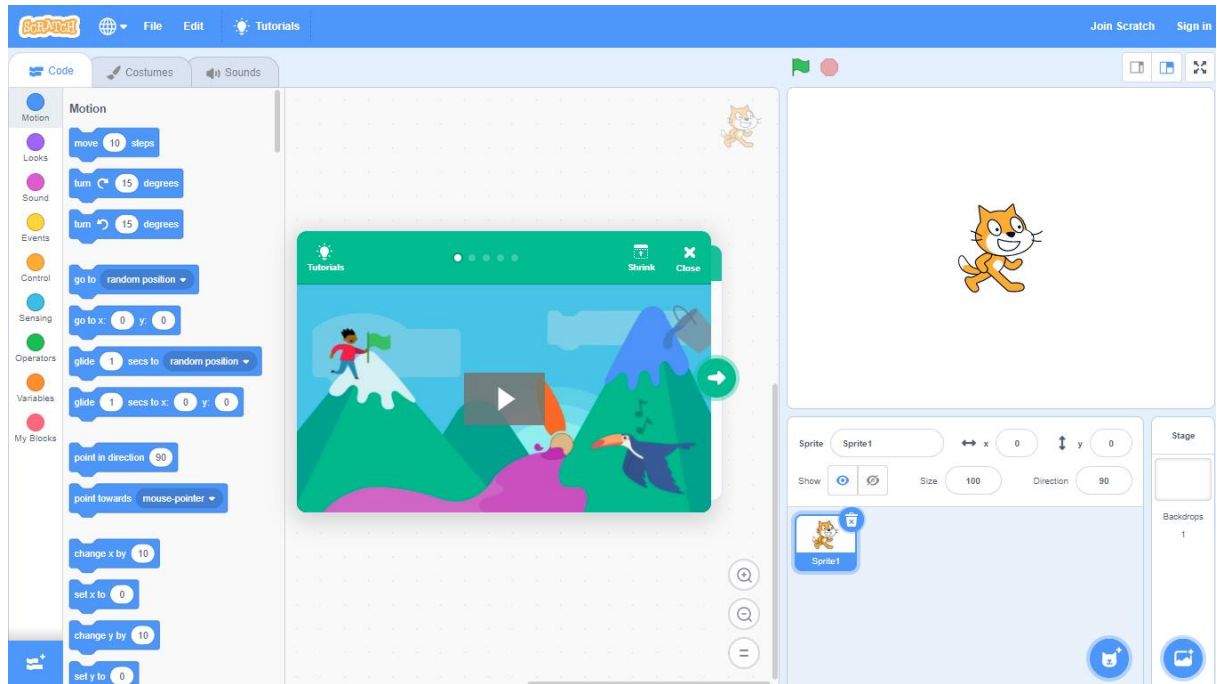 SCRATCH File Edit Tutorials Join Scratch Sign in
Code Costumes Sounds
Motion
Looks
Sound
Events
Control
Sensing
Operators
Variables
My Blocks
Motion
move 10 steps
turn 15 degrees
turn 15 degrees
go to random position
go to x: 0 y: 0
glide 1 secs to random position
glide 1 secs to x: 0 y: 0
point in direction 90
point towards mouse-pointer
change x by 10
set x to 0
change y by 10
set y to 0
Tutorials Shrink Close
Sprite Sprite1 x 0 y 0
Show Size 100 Direction 90
Sprite1
Stage
Backdrops
1